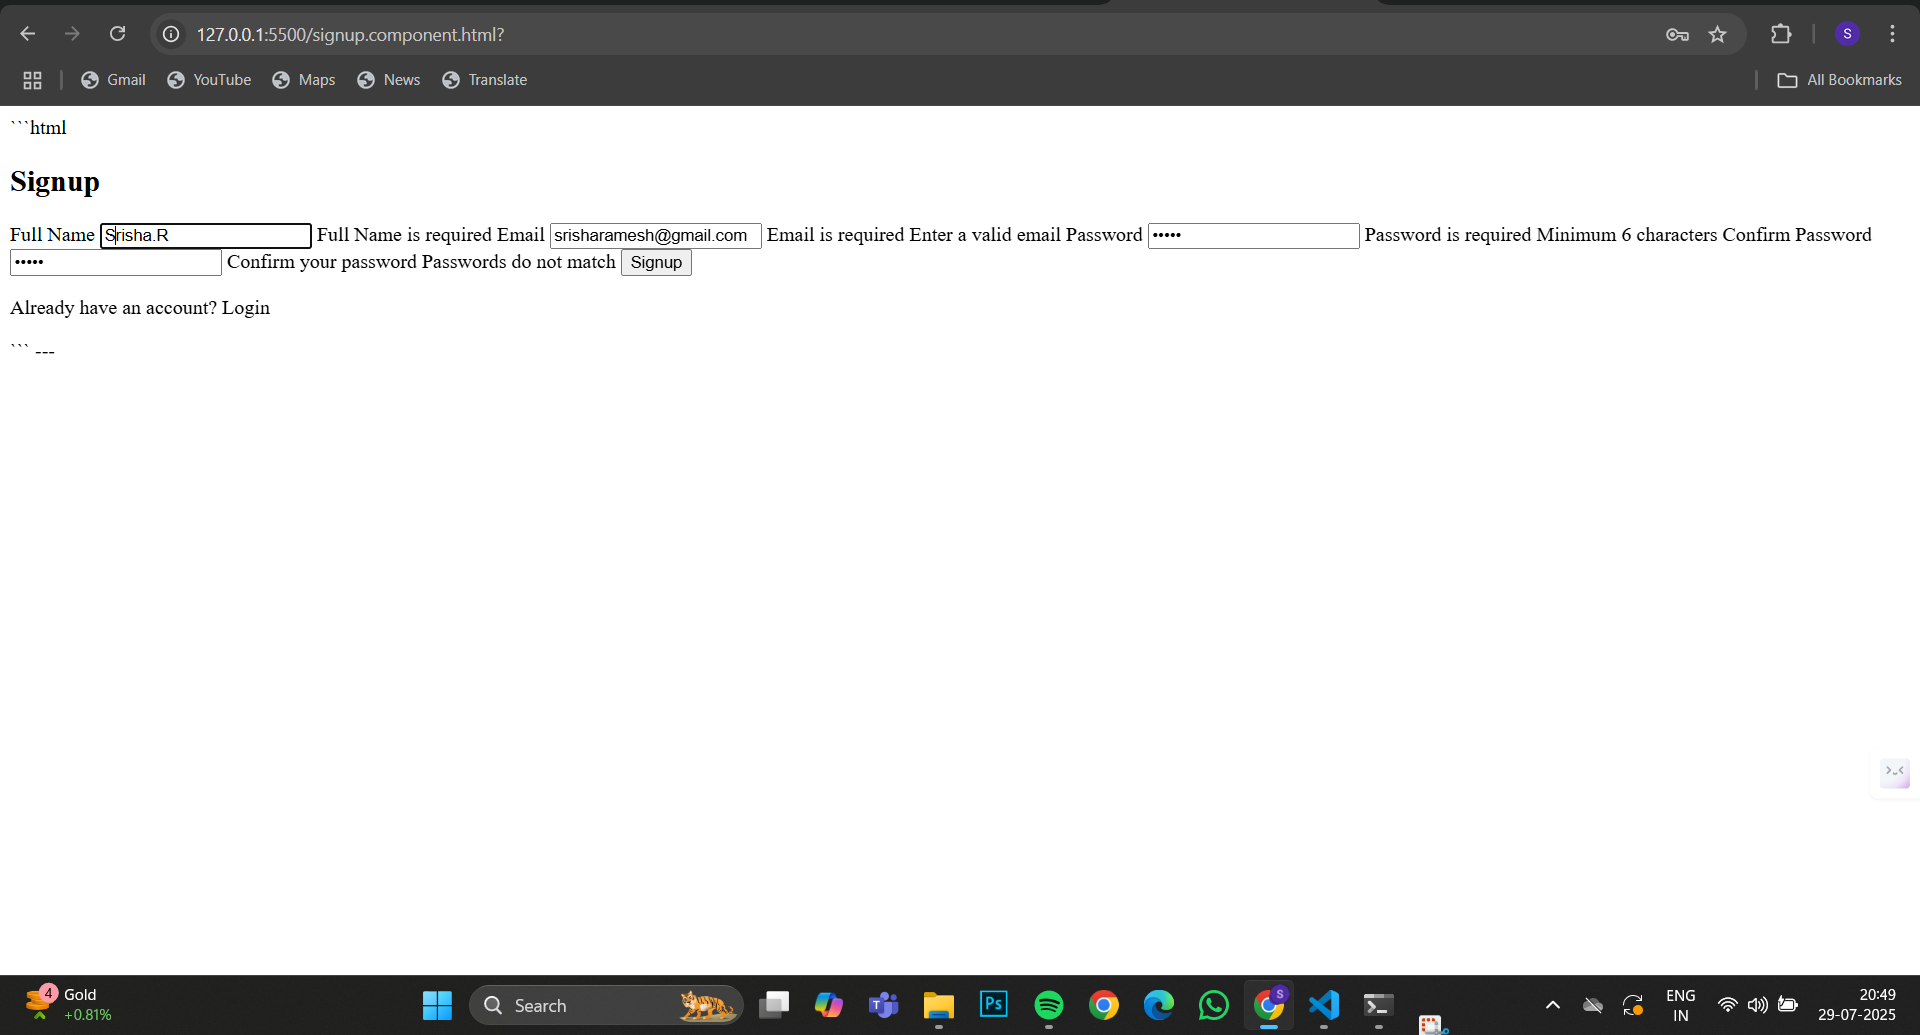 127.0.0.1:5500/signup.component.html?
S
Gmail YouTube Maps News Translate All Bookmarks
```html
Signup
Full Name Srisha.R Full Name is required Email srisharamesh@gmail.com Email is required Enter a valid email Password ••••• Password is required Minimum 6 characters Confirm Password
••••• Confirm your password Passwords do not match Signup
Already have an account? Login
``` ---
4 Gold
+0.81%
Search
Ps
S
ENG
IN
20:49
29-07-2025